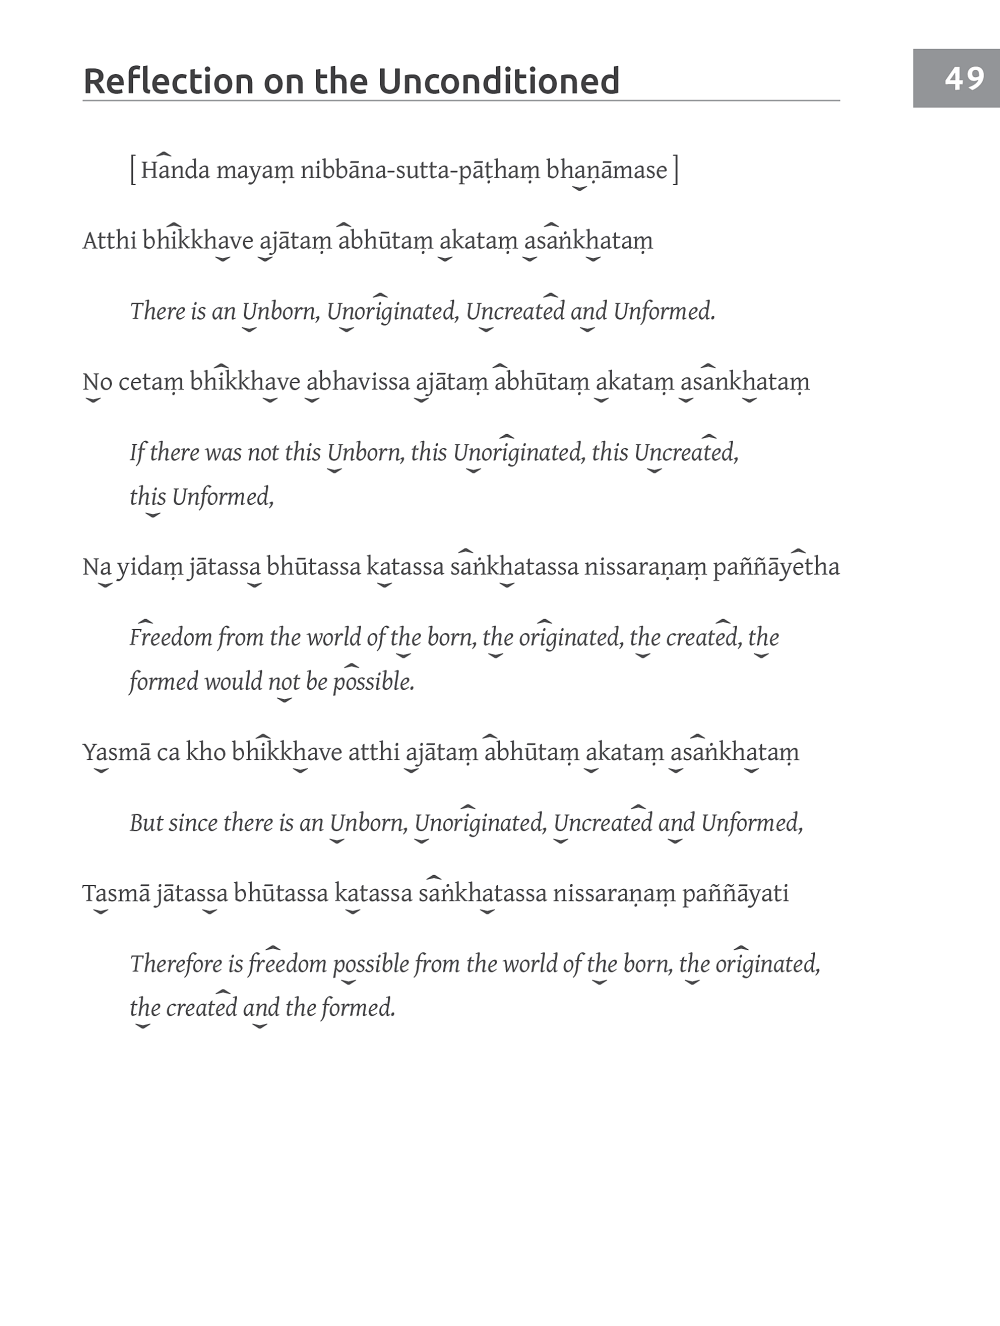 Reflection on the Unconditioned
49
[ Handa mayaṃ nibbāna-sutta-pāṭhaṃ bhaṇāmase ]
Atthi bhikkhave ajātaṃ abhūtaṃ akataṃ asaṅkhataṃ
There is an Unborn, Unoriginated, Uncreated and Unformed.
No cetaṃ bhikkhave abhavissa ajātaṃ abhūtaṃ akataṃ asankhataṃ
If there was not this Unborn, this Unoriginated, this Uncreated,
this Unformed,
Na yidaṃ jātassa bhūtassa katassa saṅkhatassa nissaraṇaṃ paññāyetha
Freedom from the world of the born, the originated, the created, the
formed would not be possible.
Yasmā ca kho bhikkhave atthi ajātaṃ abhūtaṃ akataṃ asaṅkhataṃ
But since there is an Unborn, Unoriginated, Uncreated and Unformed,
Tasmā jātassa bhūtassa katassa saṅkhatassa nissaraṇaṃ paññāyati
Therefore is freedom possible from the world of the born, the originated,
the created and the formed.